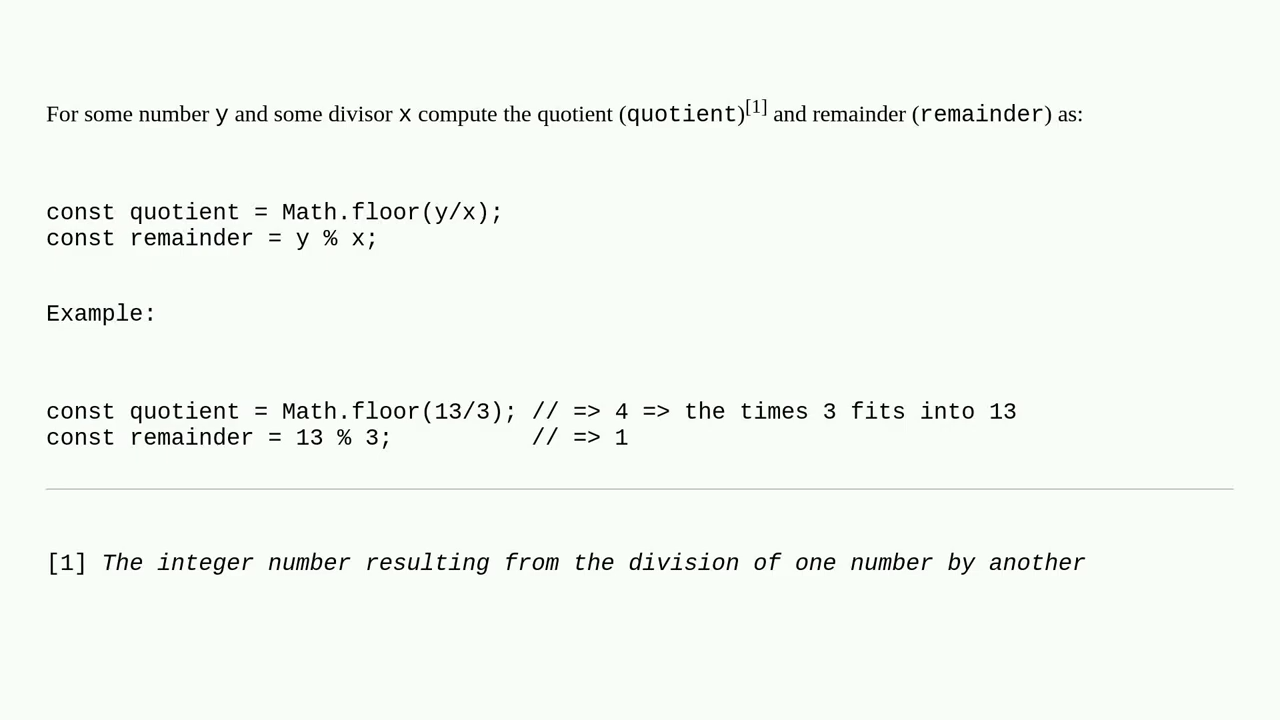 For some number y and some divisor x compute the quotient (quotient)[1] and remainder (remainder) as:
const quotient = Math.floor(y/x);
const remainder = y % x;
Example:
const quotient = Math.floor(13/3); // => 4 => the times 3 fits into 13
const remainder = 13 % 3;          // => 1
[1] The integer number resulting from the division of one number by another